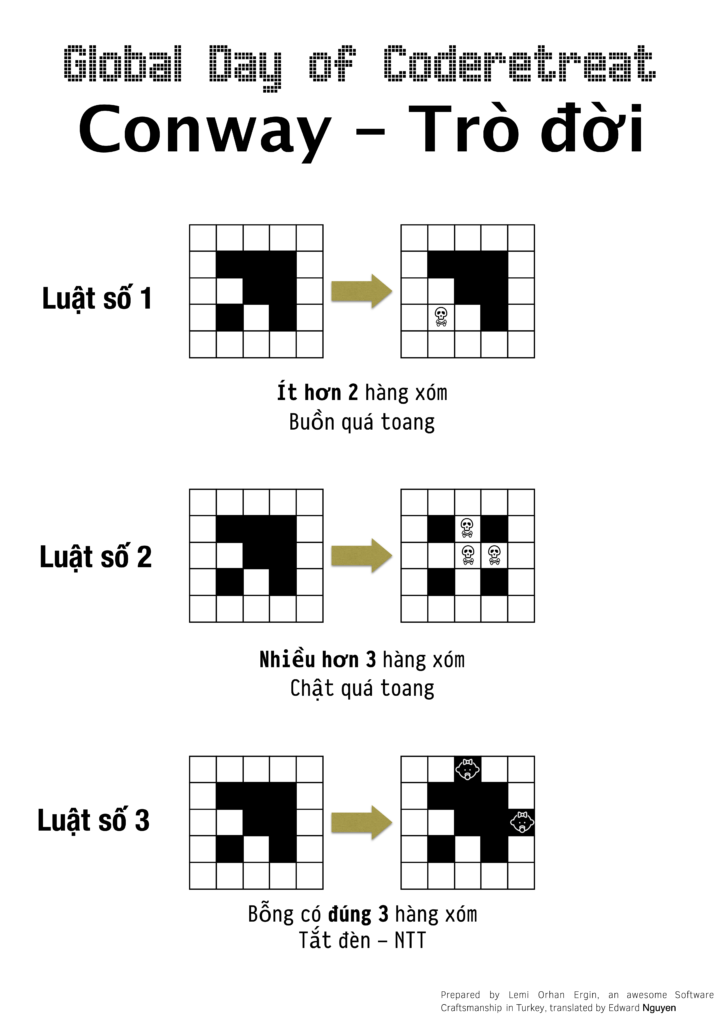 Global Day of Coderetreat
Conway – Trò đời
Luật số 1
Ít hơn 2 hàng xóm
Buồn quá toang
Luật số 2
Nhiều hơn 3 hàng xóm
Chật quá toang
Luật số 3
Bỗng có đúng 3 hàng xóm
Tắt đèn – NTT
Prepared by Lemi Orhan Ergin, an awesome Software
Craftsmanship in Turkey, translated by Edward Nguyen